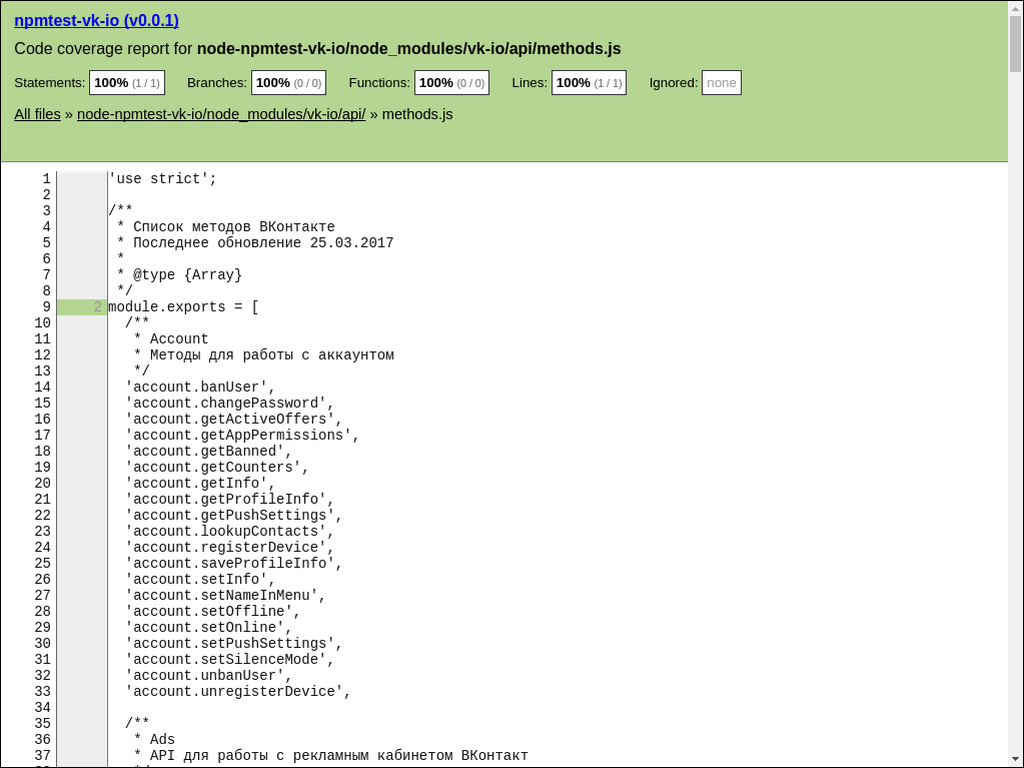 npmtest-vk-io (v0.0.1)
Code coverage report for node-npmtest-vk-io/node_modules/vk-io/api/methods.js
Statements: 100% (1 / 1) Branches: 100% (0 / 0) Functions: 100% (0 / 0) Lines: 100% (1 / 1) Ignored: none
All files » node-npmtest-vk-io/node_modules/vk-io/api/ » methods.js
1 'use strict';
2
3 /**
4  * Список методов ВКонтакте
5  * Последнее обновление 25.03.2017
6  *
7  * @type {Array}
8  */
9 2 module.exports = [
10   /**
11    * Account
12    * Методы для работы с аккаунтом
13    */
14   'account.banUser',
15   'account.changePassword',
16   'account.getActiveOffers',
17   'account.getAppPermissions',
18   'account.getBanned',
19   'account.getCounters',
20   'account.getInfo',
21   'account.getProfileInfo',
22   'account.getPushSettings',
23   'account.lookupContacts',
24   'account.registerDevice',
25   'account.saveProfileInfo',
26   'account.setInfo',
27   'account.setNameInMenu',
28   'account.setOffline',
29   'account.setOnline',
30   'account.setPushSettings',
31   'account.setSilenceMode',
32   'account.unbanUser',
33   'account.unregisterDevice',
34
35   /**
36    * Ads
37    * API для работы с рекламным кабинетом ВКонтакт